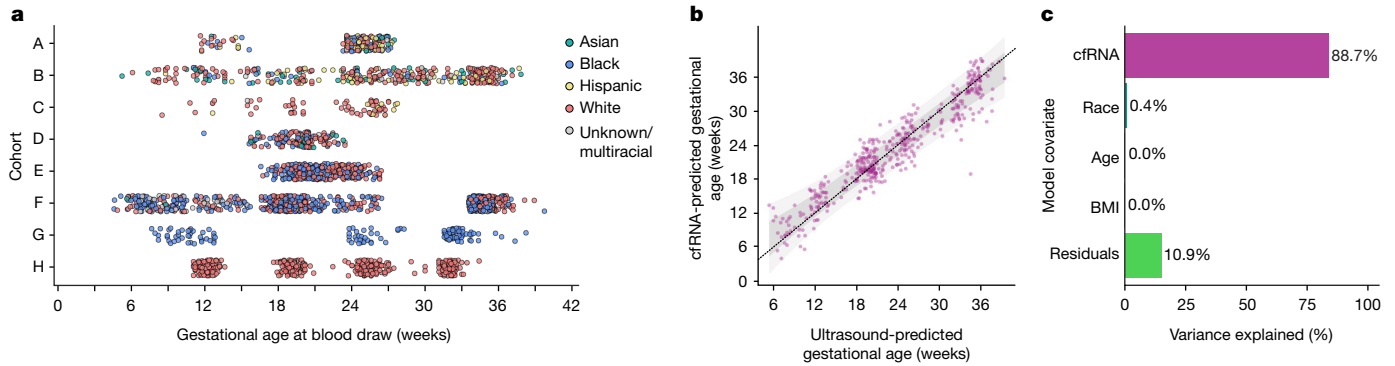 a
Cohort
A
B
C
D
E
F
G
H
0 6 12 18 24 30 36 42
Gestational age at blood draw (weeks)
Asian
Black
Hispanic
White
Unknown/
multiracial
b
cfRNA-predicted gestational
age (weeks)
36
30
24
18
12
6
0
6 12 18 24 30 36
Ultrasound-predicted
gestational age (weeks)
c
Model covariate
cfRNA 88.7%
Race 0.4%
Age 0.0%
BMI 0.0%
Residuals 10.9%
0 25 50 75 100
Variance explained (%)